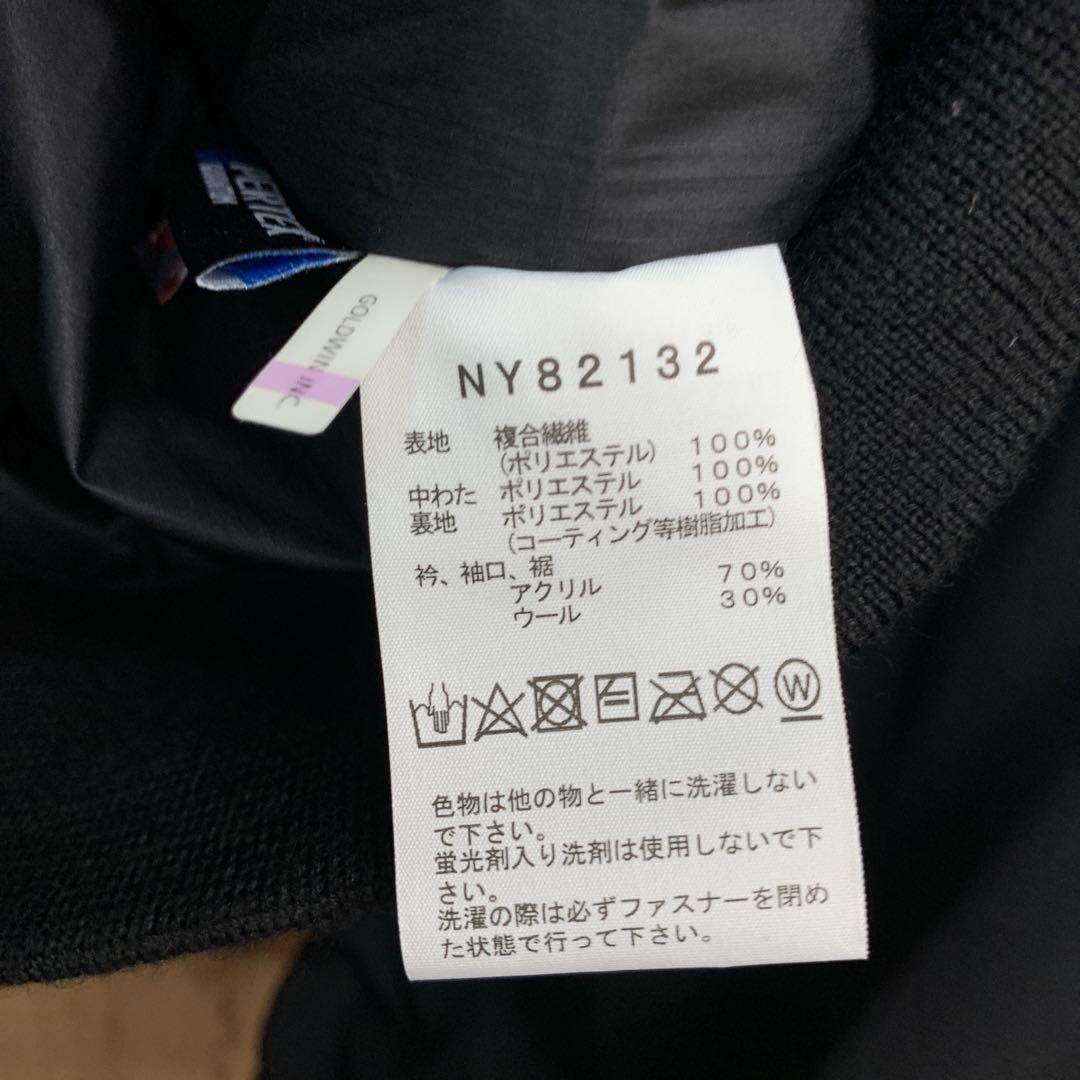 PERTEX
QUANTUM
GOLDWIN INC.
NY82132
表地 複合繊維
(ポリエステル) 100%
中わた ポリエステル 100%
裏地 ポリエステル 100%
(コーティング等樹脂加工)
衿、袖口、裾
アクリル 70%
ウール 30%
W
色物は他の物と一緒に洗濯しない
で下さい。
蛍光剤入り洗剤は使用しないで下
さい。
洗濯の際は必ずファスナーを閉め
た状態で行って下さい。